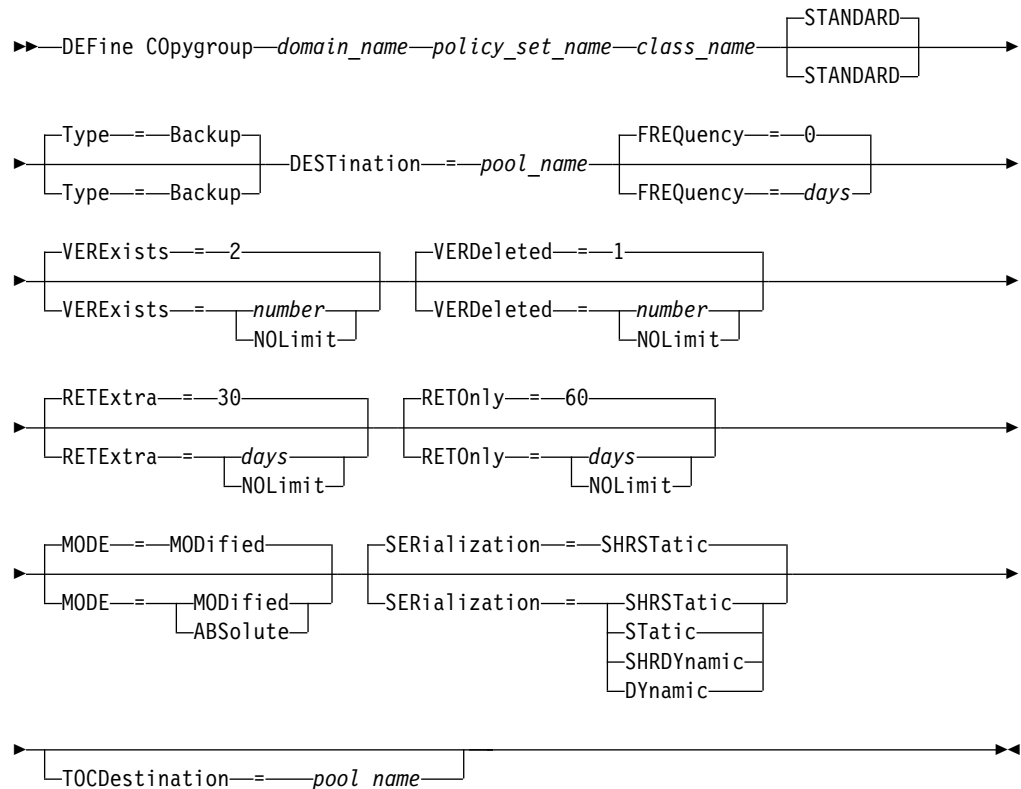 STANDARD
DEFine COpygroup domain_name policy_set_name class_name
STANDARD
Type = Backup FREQuency = 0
DESTination = pool_name
Type = Backup FREQuency = days
VERExists = 2 VERDeleted = 1
VERExists = number VERDeleted = number
NOLimit NOLimit
RETExtra = 30 RETOnly = 60
RETExtra = days RETOnly = days
NOLimit NOLimit
MODE = MODified SERialization = SHRSTatic
MODE = MODified SERialization = SHRSTatic
ABSolute STatic
SHRDYnamic
DYnamic
TOCDestination = pool_name